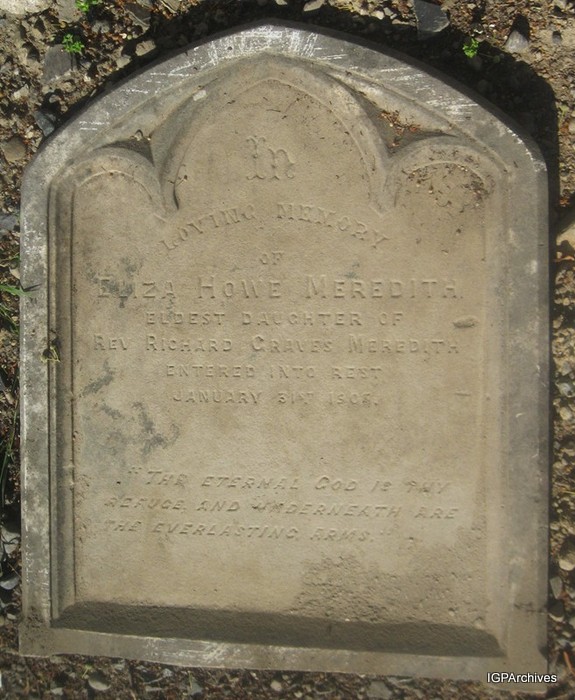 In
LOVING MEMORY
OF
ELIZA HOWE MEREDITH
ELDEST DAUGHTER OF
REV RICHARD GRAVES MEREDITH
ENTERED INTO REST
JANUARY 31ST
"THE ETERNAL GOD IS THY
REFUGE, AND UNDERNEATH ARE
THE EVERLASTING ARMS."
IGPArchives